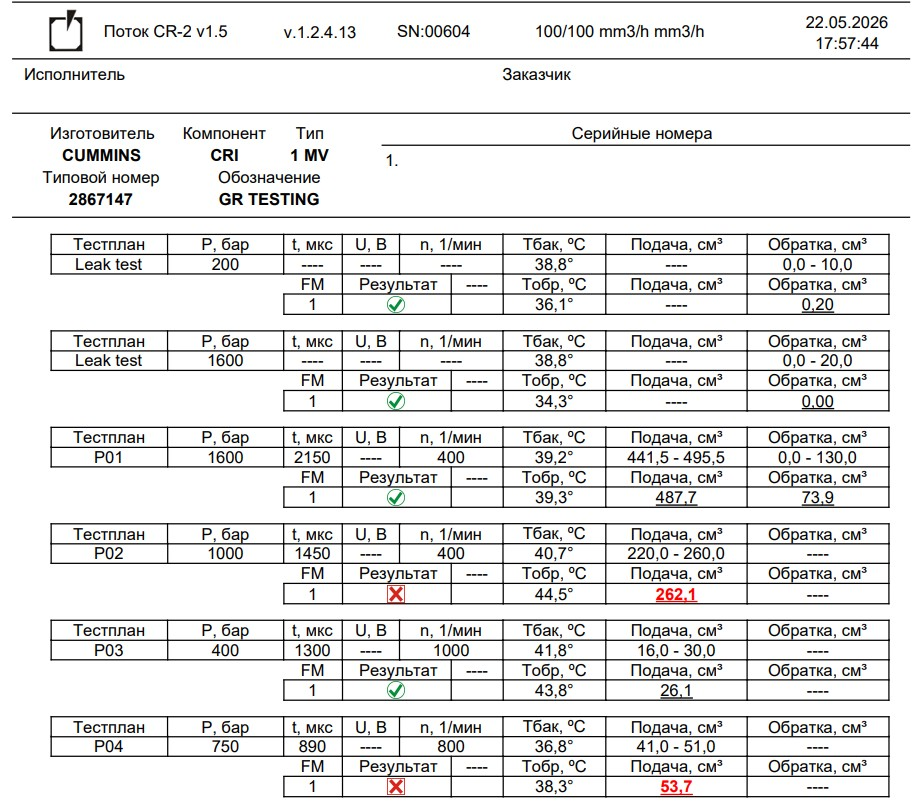 Поток CR-2 v1.5 v.1.2.4.13 SN:00604 100/100 mm3/h mm3/h 22.05.2026
17:57:44
Исполнитель Заказчик
Изготовитель Компонент Тип Серийные номера
CUMMINS CRI 1 MV 1.
Типовой номер Обозначение
2867147 GR TESTING
Тестплан P, бар t, мкс U, В n, 1/мин Тбак, ºC Подача, см³ Обратка, см³
Leak test 200 ---- ---- ---- 38,8° ---- 0,0 - 10,0
FM Результат ---- Тобр, ºC Подача, см³ Обратка, см³
1 36,1° ---- 0,20
Тестплан P, бар t, мкс U, В n, 1/мин Тбак, ºC Подача, см³ Обратка, см³
Leak test 1600 ---- ---- ---- 38,8° ---- 0,0 - 20,0
FM Результат ---- Тобр, ºC Подача, см³ Обратка, см³
1 34,3° ---- 0,00
Тестплан P, бар t, мкс U, В n, 1/мин Тбак, ºC Подача, см³ Обратка, см³
P01 1600 2150 ---- 400 39,2° 441,5 - 495,5 0,0 - 130,0
FM Результат ---- Тобр, ºC Подача, см³ Обратка, см³
1 39,3° 487,7 73,9
Тестплан P, бар t, мкс U, В n, 1/мин Тбак, ºC Подача, см³ Обратка, см³
P02 1000 1450 ---- 400 40,7° 220,0 - 260,0 ----
FM Результат ---- Тобр, ºC Подача, см³ Обратка, см³
1 44,5° 262,1 ----
Тестплан P, бар t, мкс U, В n, 1/мин Тбак, ºC Подача, см³ Обратка, см³
P03 400 1300 ---- 1000 41,8° 16,0 - 30,0 ----
FM Результат ---- Тобр, ºC Подача, см³ Обратка, см³
1 43,8° 26,1 ----
Тестплан P, бар t, мкс U, В n, 1/мин Тбак, ºC Подача, см³ Обратка, см³
P04 750 890 ---- 800 36,8° 41,0 - 51,0 ----
FM Результат ---- Тобр, ºC Подача, см³ Обратка, см³
1 38,3° 53,7 ----